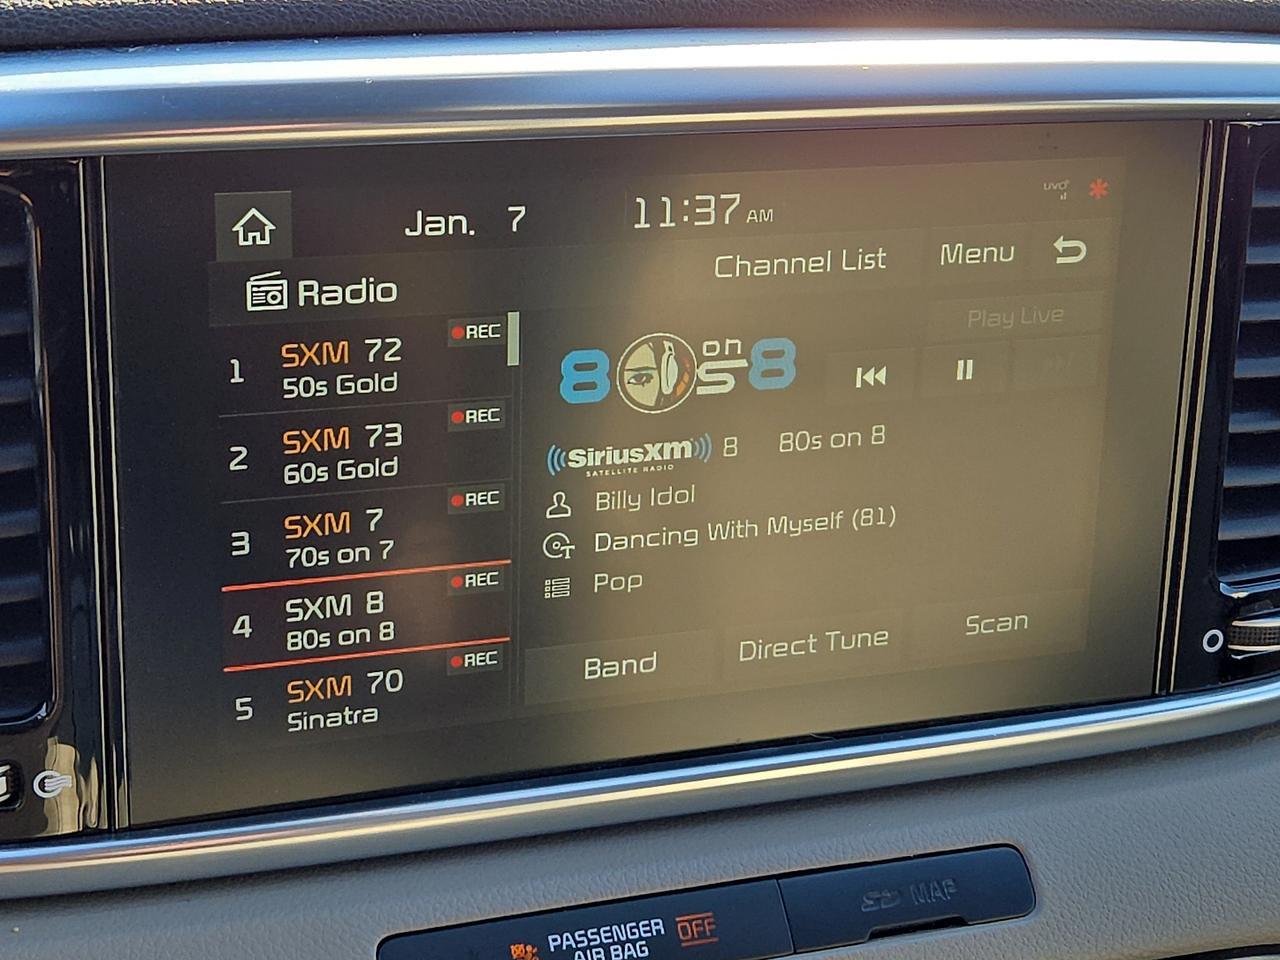 Jan. 7
11:37 AM
UVO
Radio
Channel List
Menu
Play Live
1
SXM 72
50s Gold
REC
2
SXM 73
60s Gold
REC
3
SXM 7
70s on 7
REC
4
SXM 8
80s on 8
REC
5
SXM 70
Sinatra
REC
80s on 8
SiriusXM 8 80s on 8
SATELLITE RADIO
Billy Idol
Dancing With Myself (81)
Pop
Band
Direct Tune
Scan
PASSENGER
AIR BAG
OFF
SD MAP